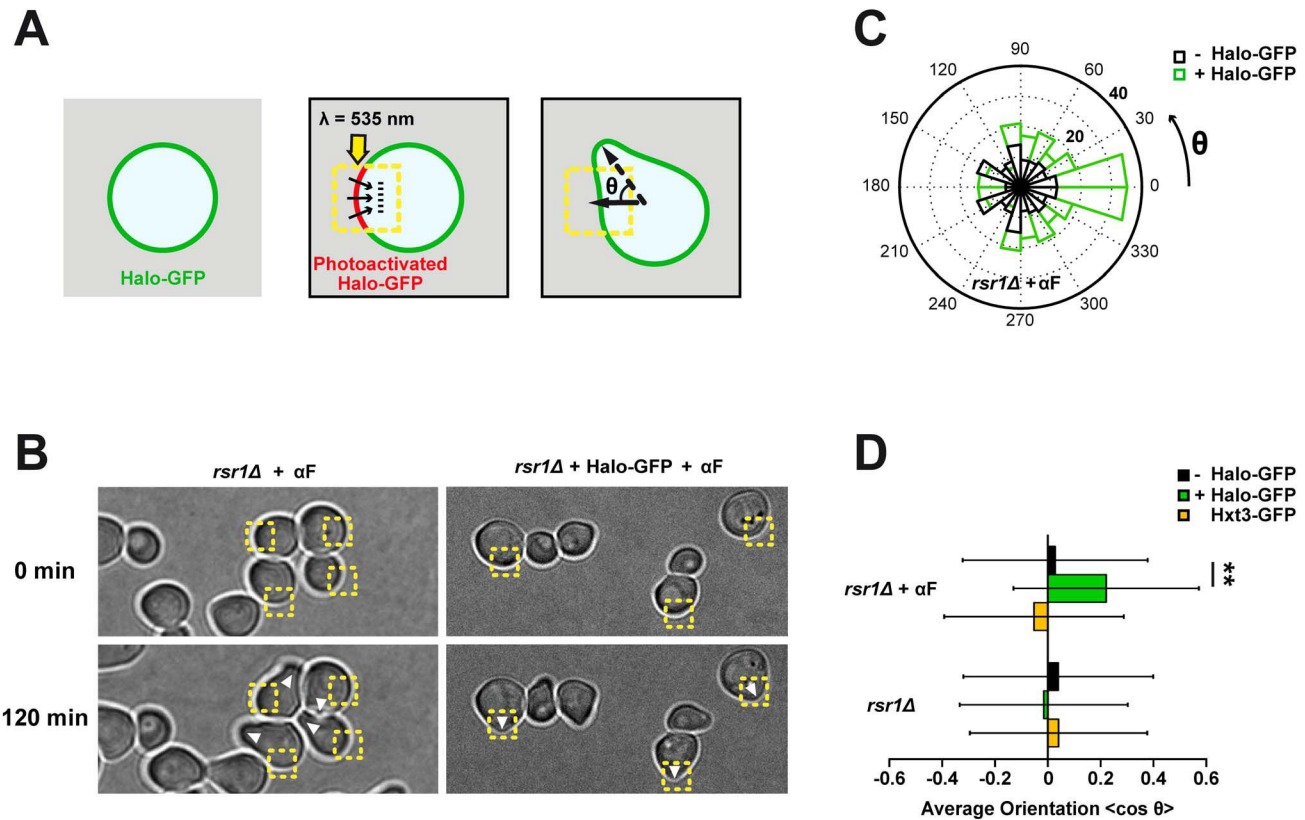 A
Halo-GFP
λ = 535 nm
Photoactivated
Halo-GFP
θ
B
rsr1Δ + αF
rsr1Δ + Halo-GFP + αF
0 min
120 min
C
- Halo-GFP
+ Halo-GFP
90
120
60
40
150
30
20
θ
180
0
210
330
rsr1Δ + αF
240
300
270
D
- Halo-GFP
+ Halo-GFP
Hxt3-GFP
rsr1Δ + αF
**
rsr1Δ
-0.6 -0.4 -0.2 0 0.2 0.4 0.6
Average Orientation <cos θ>